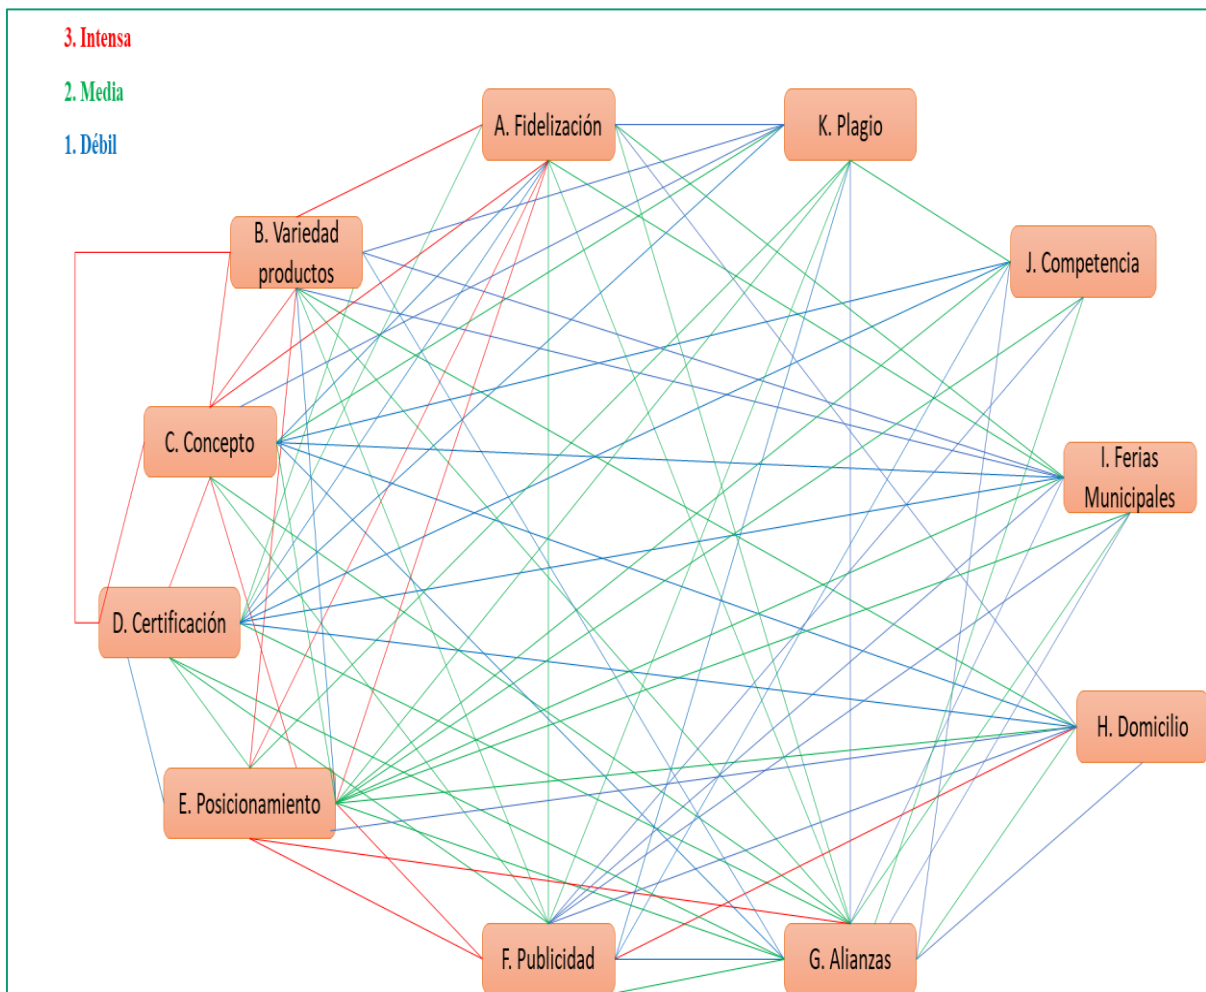 3. Intensa
2. Media
1. Débil
A. Fidelización
K. Plagio
B. Variedad
productos
J. Competencia
C. Concepto
I. Ferias
Municipales
D. Certificación
H. Domicilio
E. Posicionamiento
F. Publicidad
G. Alianzas